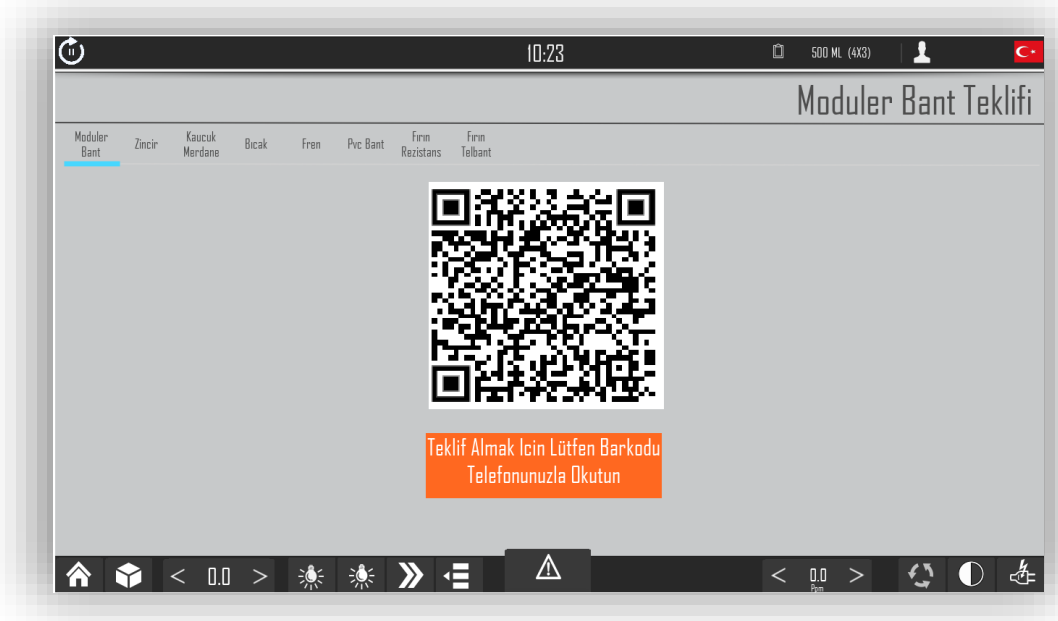 10:23
500 ML (4X3)
Moduler Bant Teklifi
Moduler
Bant
Zincir
Kaucuk
Merdane
Bıcak
Fren
Pvc Bant
Fırın
Rezistans
Fırın
Telbant
Teklif Almak Icin Lütfen Barkodu
Telefonunuzla Okutun
< 0.0 >
< 0.0 >
Ppm